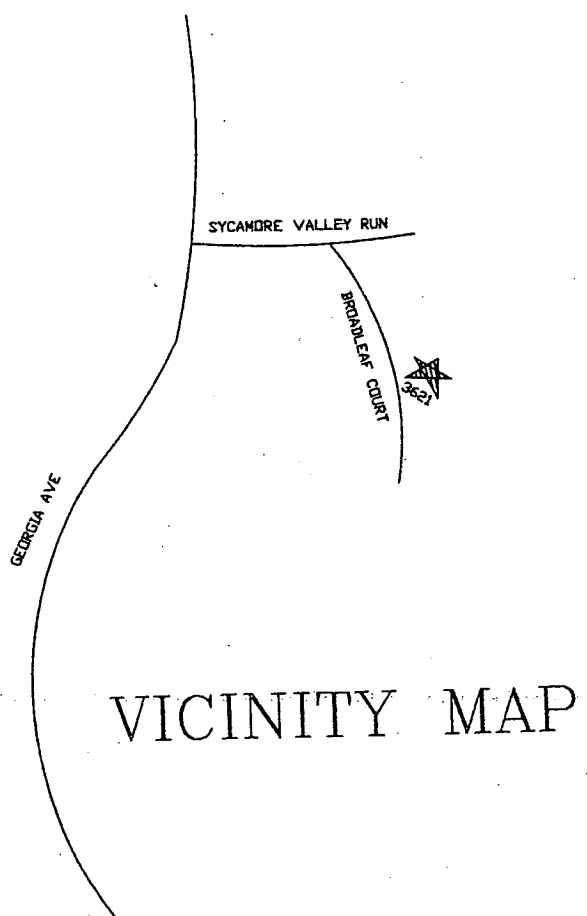 SYCAMORE VALLEY RUN
BROADLEAF COURT
3621
GEORGIA AVE
VICINITY MAP